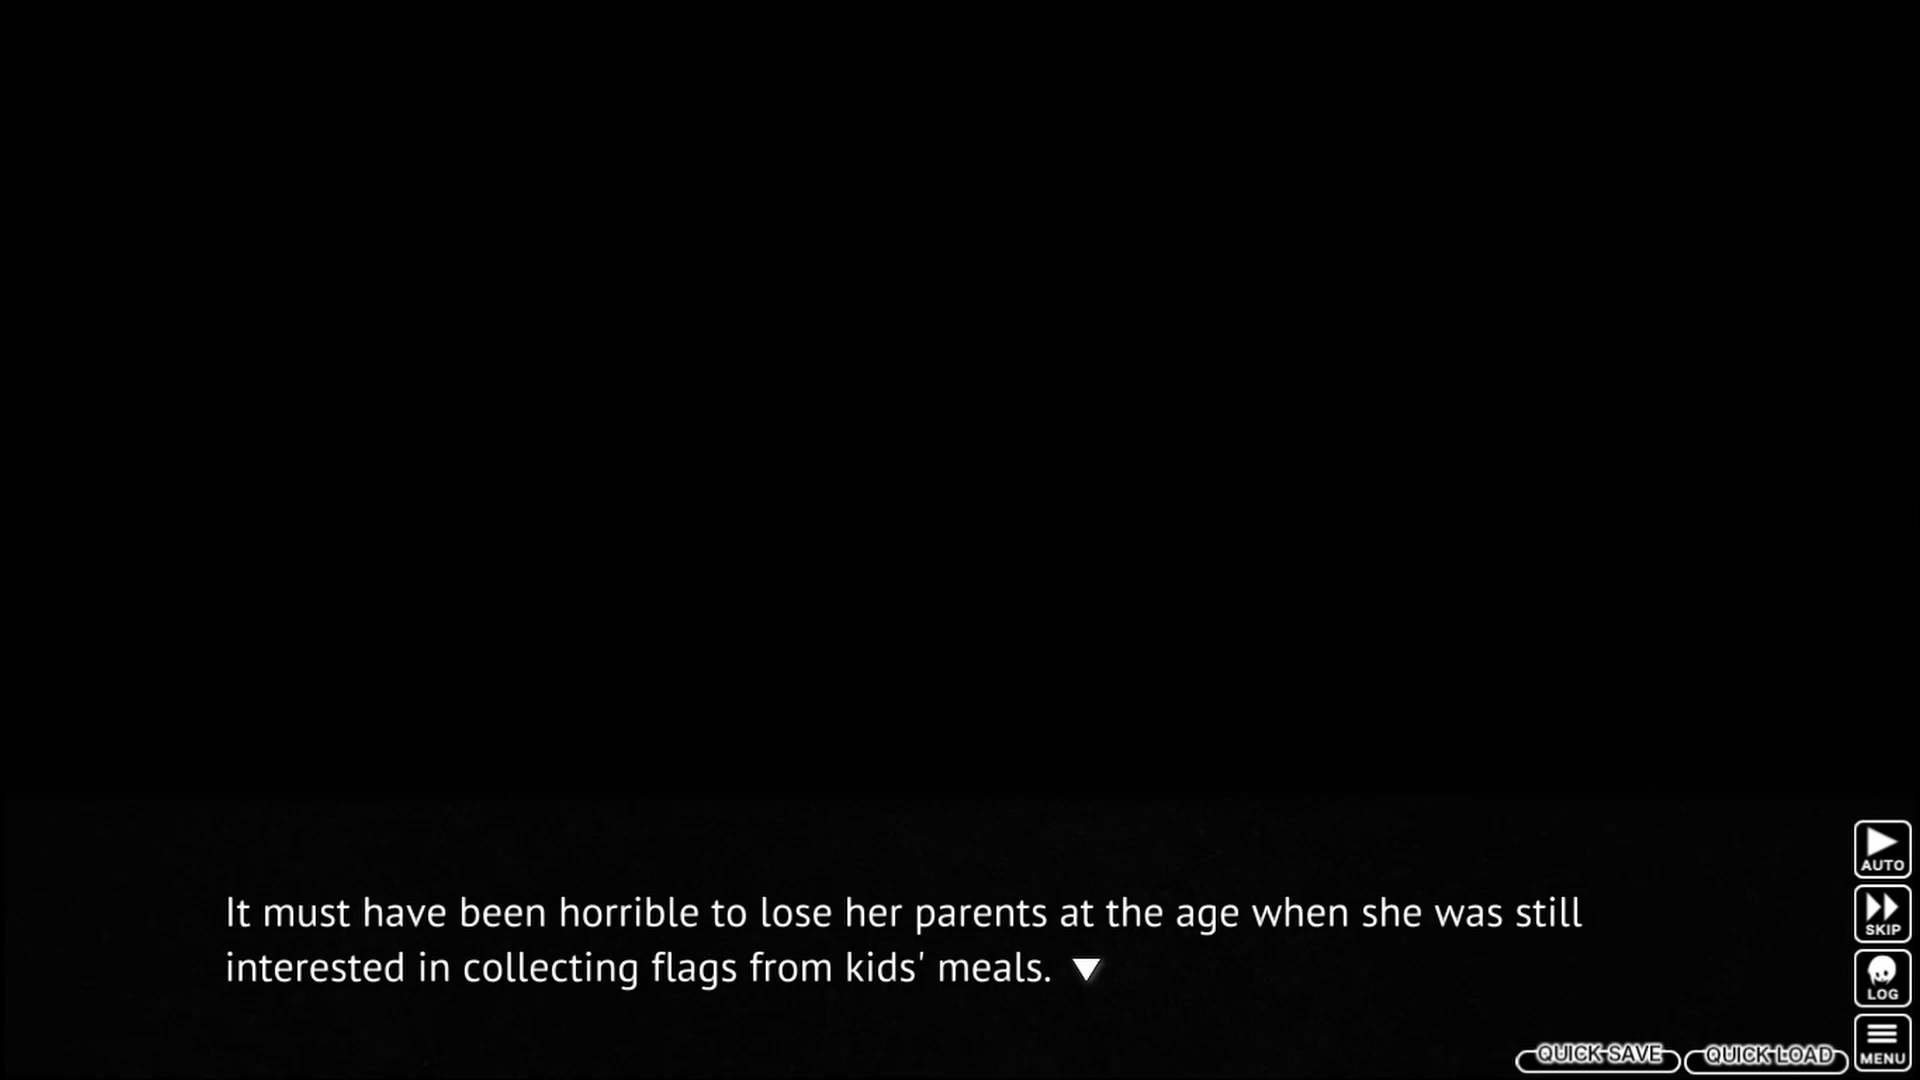 It must have been horrible to lose her parents at the age when she was still
interested in collecting flags from kids' meals.
AUTO
SKIP
LOG
MENU
QUICK SAVE
QUICK LOAD